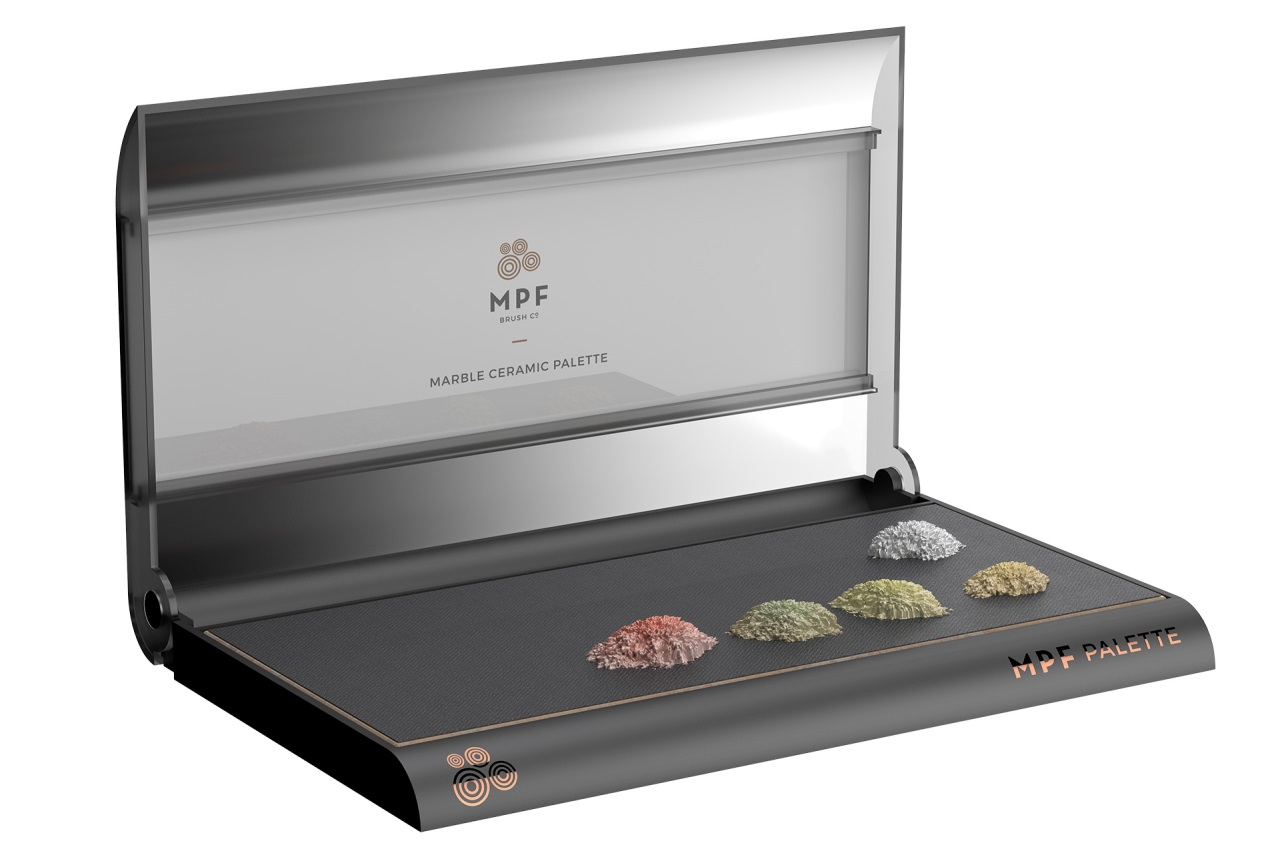 MPF
BRUSH Cº
MARBLE CERAMIC PALETTE
MPF PALETTE